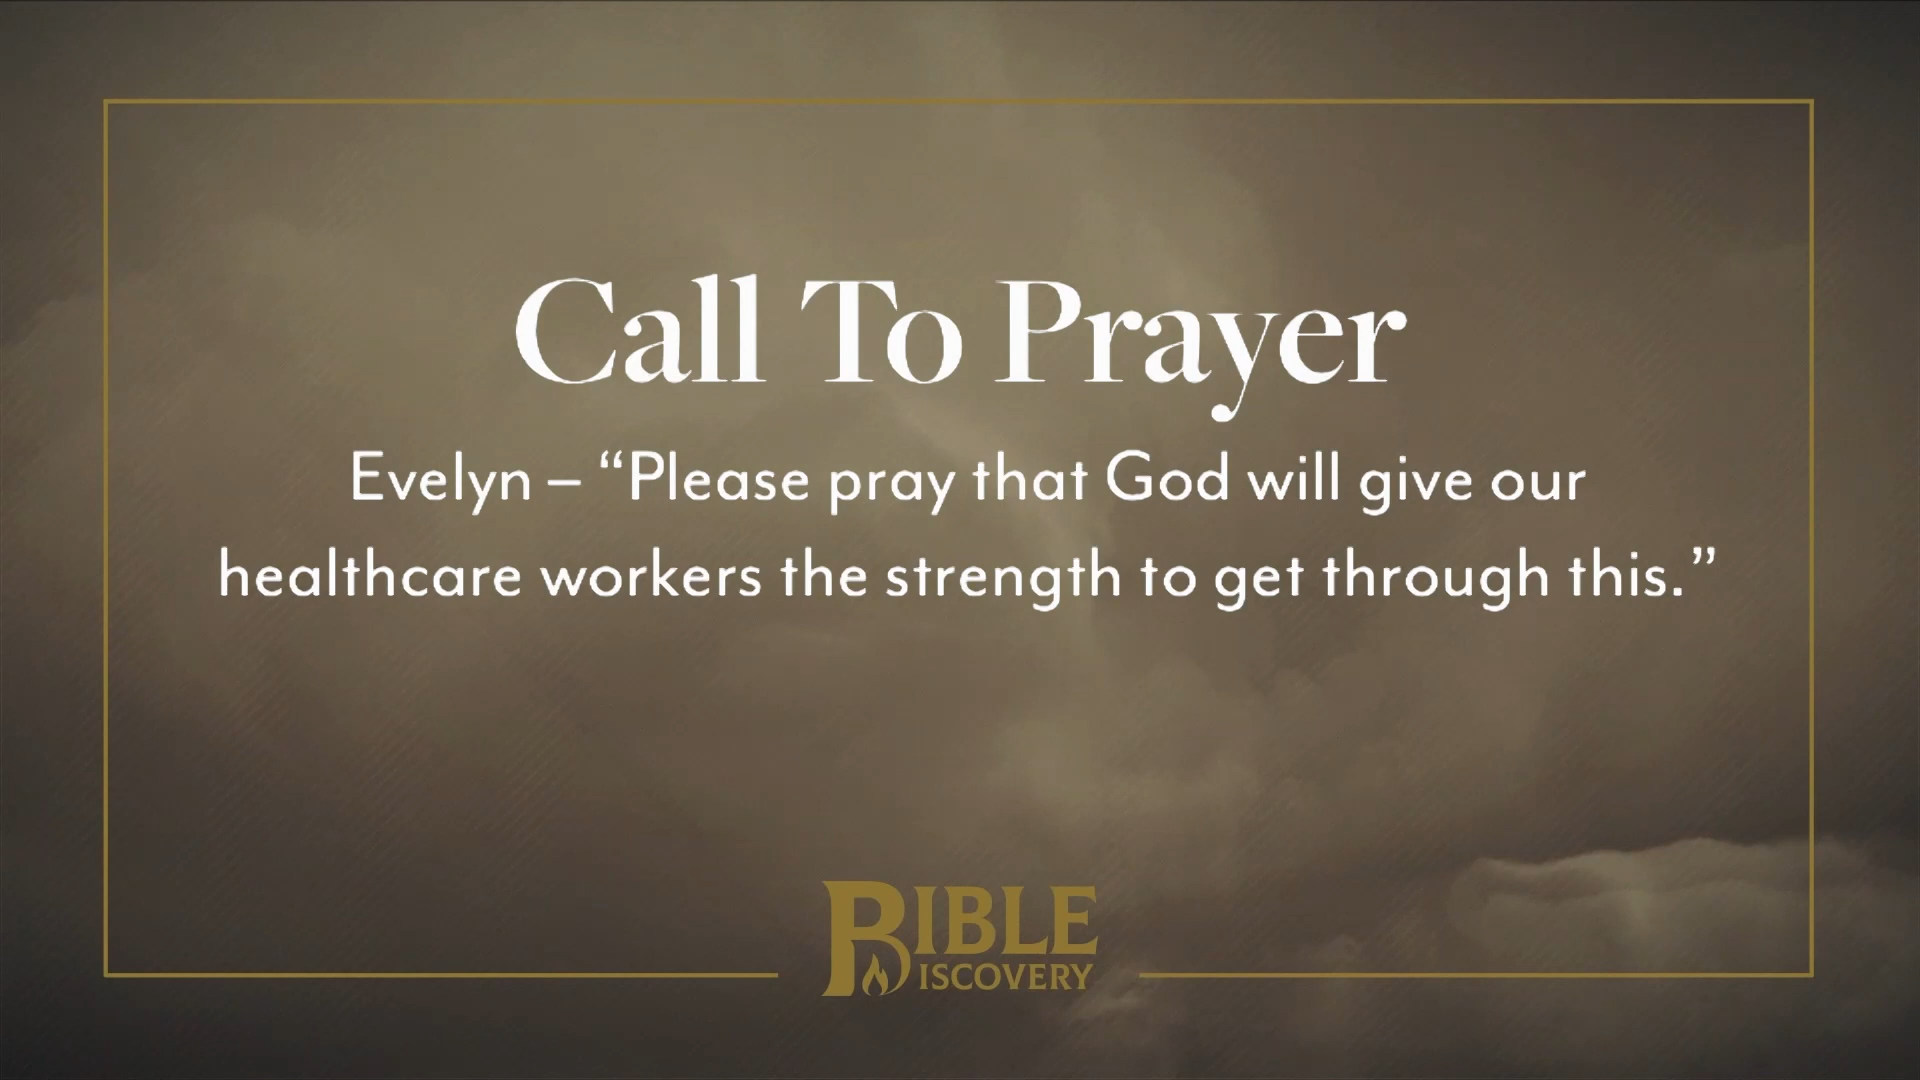 Call To Prayer
Evelyn – “Please pray that God will give our
healthcare workers the strength to get through this.”
BIBLE
DISCOVERY